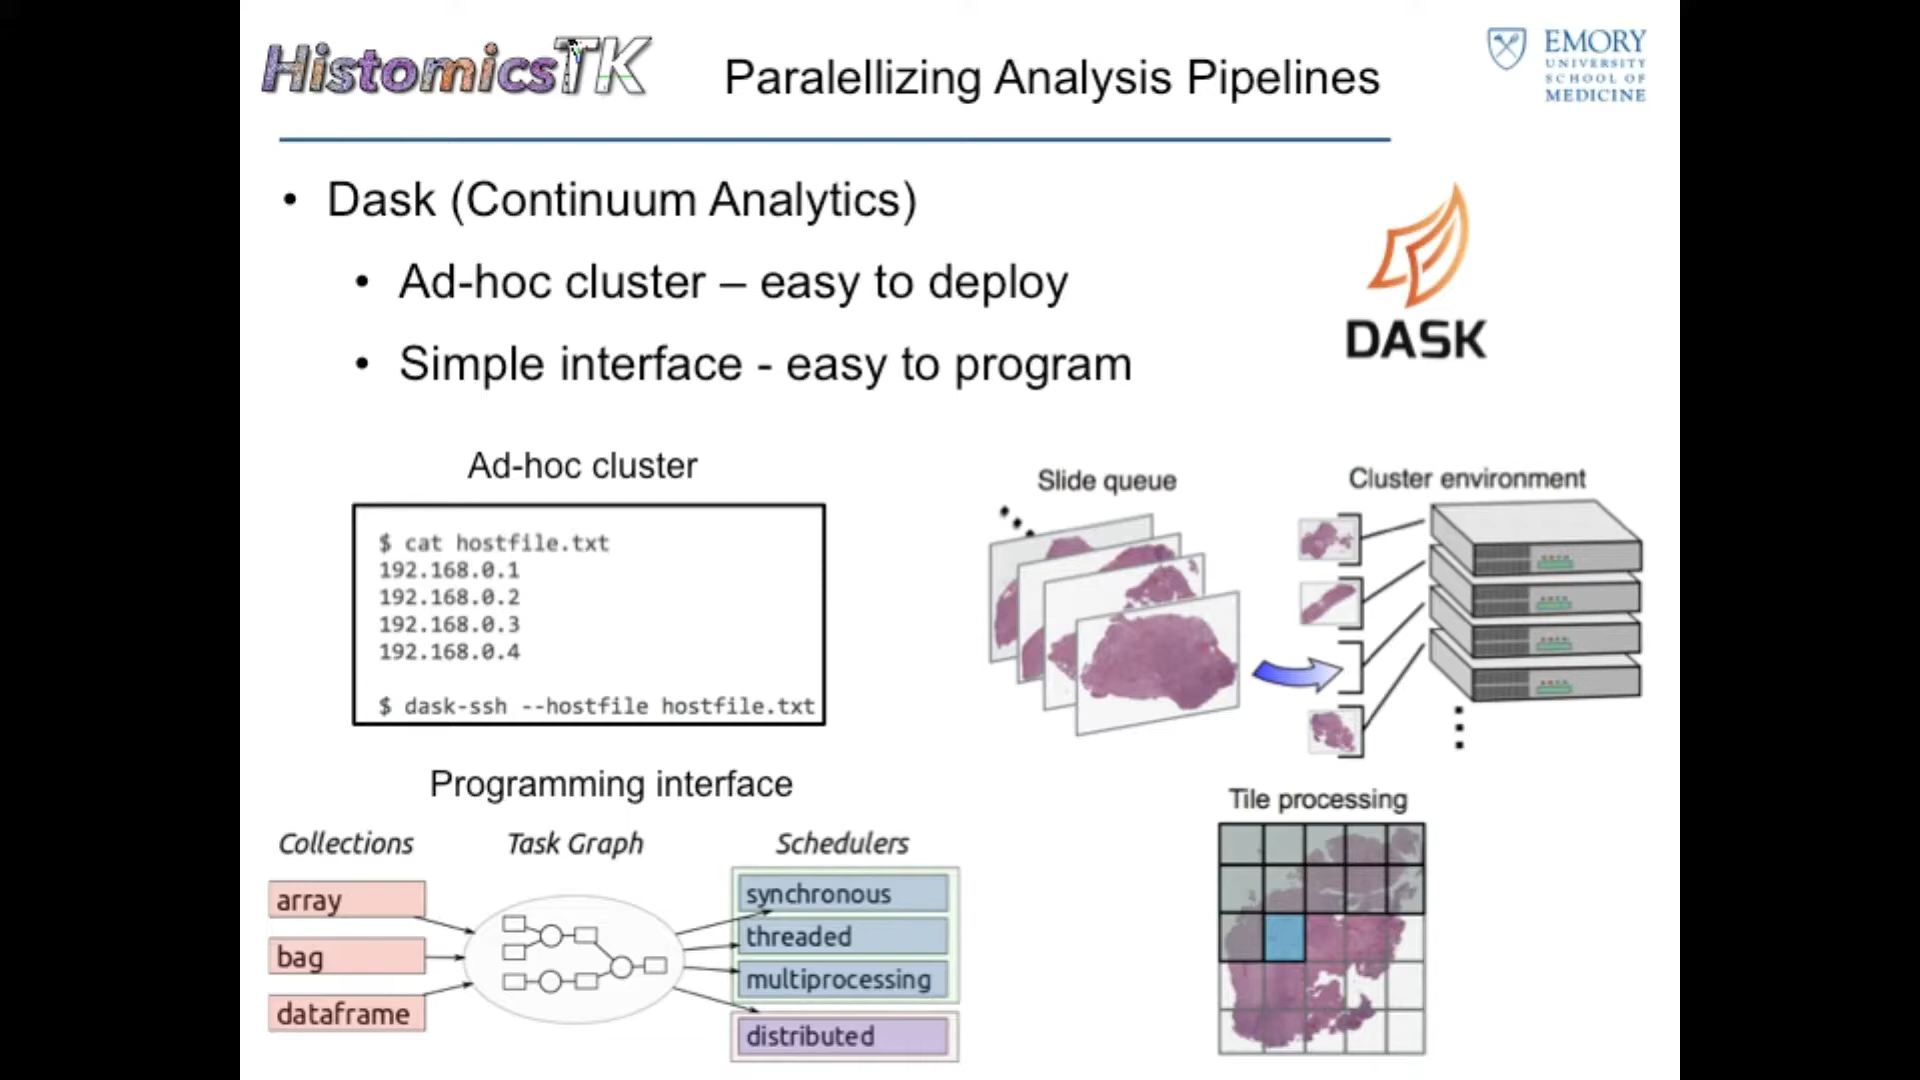 HistomicsTK
Paralellizing Analysis Pipelines
EMORY
UNIVERSITY
SCHOOL OF
MEDICINE
• Dask (Continuum Analytics)
• Ad-hoc cluster – easy to deploy
• Simple interface - easy to program
DASK
Ad-hoc cluster
$ cat hostfile.txt
192.168.0.1
192.168.0.2
192.168.0.3
192.168.0.4
$ dask-ssh --hostfile hostfile.txt
Slide queue
Cluster environment
Programming interface
Collections
Task Graph
Schedulers
array
bag
dataframe
synchronous
threaded
multiprocessing
distributed
Tile processing